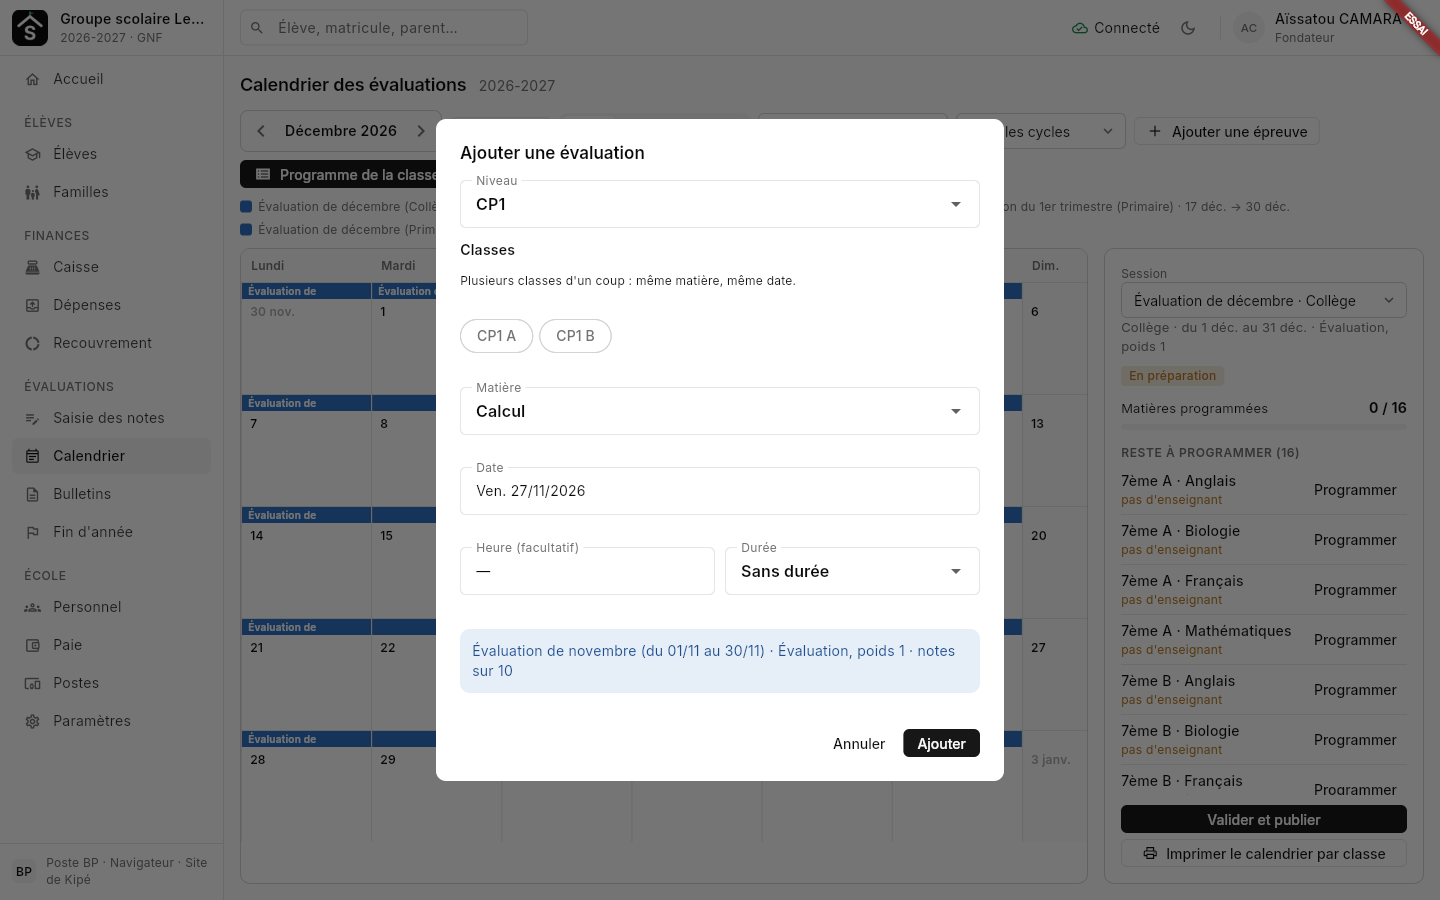 Groupe scolaire Le...
2026-2027 · GNF
Élève, matricule, parent...
Connecté
AC
Aïssatou CAMARA
Fondateur
ESSAI
Accueil
ÉLÈVES
Élèves
Familles
FINANCES
Caisse
Dépenses
Recouvrement
ÉVALUATIONS
Saisie des notes
Calendrier
Bulletins
Fin d'année
ÉCOLE
Personnel
Paie
Postes
Paramètres
BP
Poste BP · Navigateur · Site de Kipé
Calendrier des évaluations 2026-2027
Décembre 2026
les cycles
Ajouter une épreuve
Programme de la classe
Évaluation de décembre (Collè
on du 1er trimestre (Primaire) · 17 déc. → 30 déc.
Évaluation de décembre (Prim
Lundi
Mardi
Dim.
Évaluation de
Évaluation d
30 nov.
1
6
Évaluation de
7
8
13
Évaluation de
14
15
20
Évaluation de
21
22
27
Évaluation de
28
29
3 janv.
Ajouter une évaluation
Niveau
CP1
Classes
Plusieurs classes d'un coup : même matière, même date.
CP1 A
CP1 B
Matière
Calcul
Date
Ven. 27/11/2026
Heure (facultatif)
—
Durée
Sans durée
Évaluation de novembre (du 01/11 au 30/11) · Évaluation, poids 1 · notes
sur 10
Annuler
Ajouter
Session
Évaluation de décembre · Collège
Collège · du 1 déc. au 31 déc. · Évaluation,
poids 1
En préparation
Matières programmées
0 / 16
RESTE À PROGRAMMER (16)
7ème A · Anglais
pas d'enseignant
Programmer
7ème A · Biologie
pas d'enseignant
Programmer
7ème A · Français
pas d'enseignant
Programmer
7ème A · Mathématiques
pas d'enseignant
Programmer
7ème B · Anglais
pas d'enseignant
Programmer
7ème B · Biologie
pas d'enseignant
Programmer
7ème B · Français
Programmer
Valider et publier
Imprimer le calendrier par classe